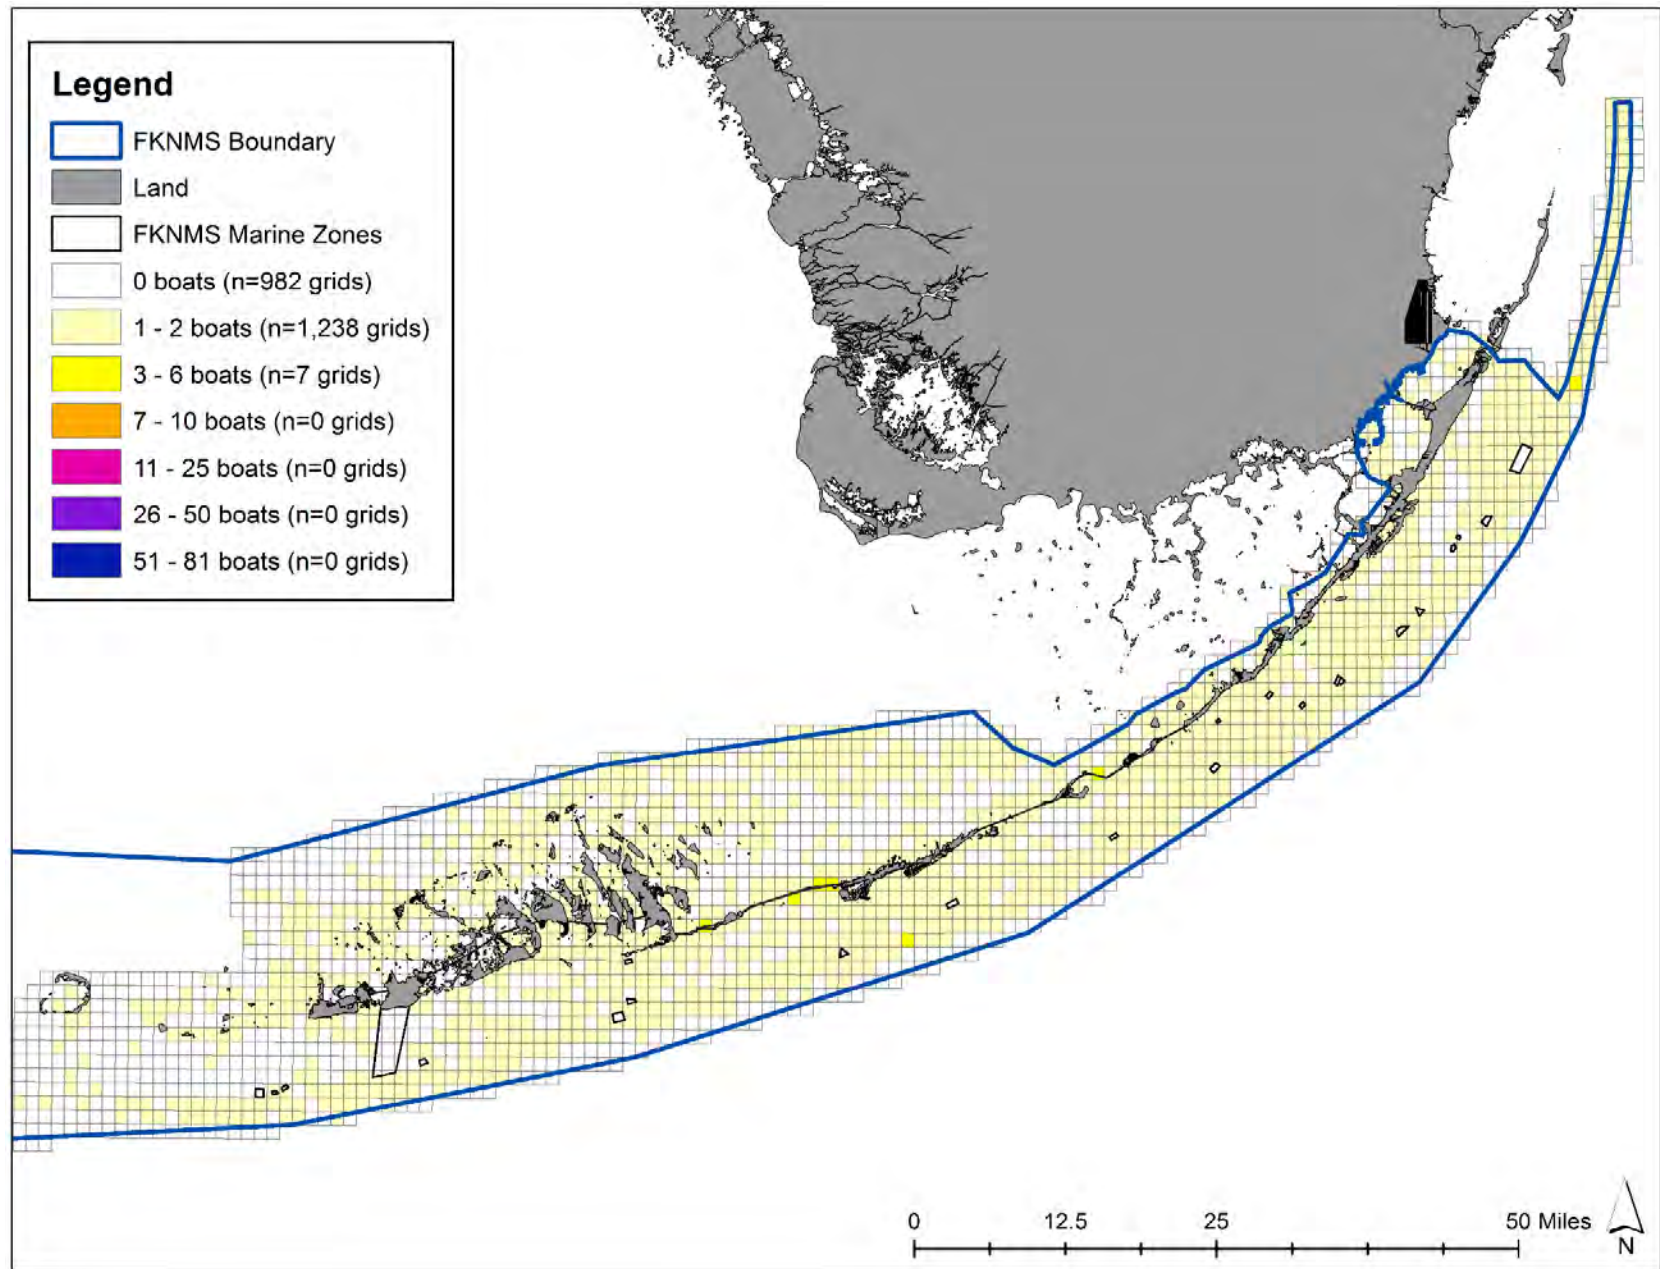 Legend
FKNMS Boundary
Land
FKNMS Marine Zones
0 boats (n=982 grids)
1 - 2 boats (n=1,238 grids)
3 - 6 boats (n=7 grids)
7 - 10 boats (n=0 grids)
11 - 25 boats (n=0 grids)
26 - 50 boats (n=0 grids)
51 - 81 boats (n=0 grids)
0 12.5 25 50 Miles
N